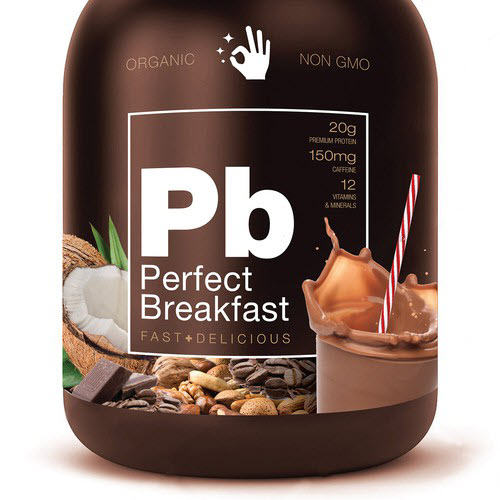 ORGANIC
NON GMO
20g
PREMIUM PROTEIN
150mg
CAFFEINE
12
VITAMINS
& MINERALS
Pb
Perfect
Breakfast
FAST+DELICIOUS